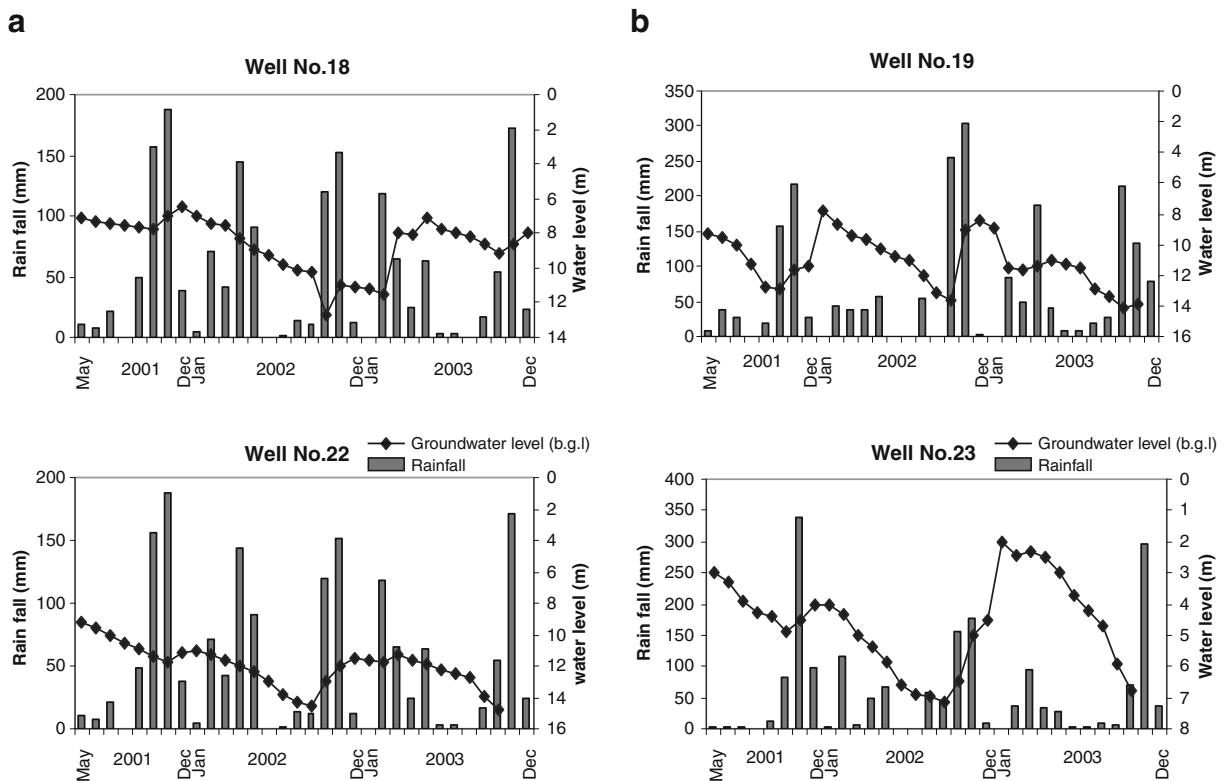 a
b
Well No.18
Well No.19
200
150
100
50
0
Rain fall (mm)
0
2
4
6
8
10
12
14
Water level (m)
May
2001
Dec
Jan
2002
Dec
Jan
2003
Dec
350
300
250
200
150
100
50
0
Rain fall (mm)
0
2
4
6
8
10
12
14
16
Water level (m)
May
2001
Dec
Jan
2002
Dec
Jan
2003
Dec
Well No.22
Groundwater level (b.g.l)
Rainfall
200
150
100
50
0
Rain fall (mm)
0
2
4
6
8
10
12
14
16
water level (m)
May
2001
Dec
Jan
2002
Dec
Jan
2003
Dec
Well No.23
Groundwater level (b.g.l)
Rainfall
400
350
300
250
200
150
100
50
0
Rain fall (mm)
0
1
2
3
4
5
6
7
8
Water level (m)
May
2001
Dec
Jan
2002
Dec
Jan
2003
Dec